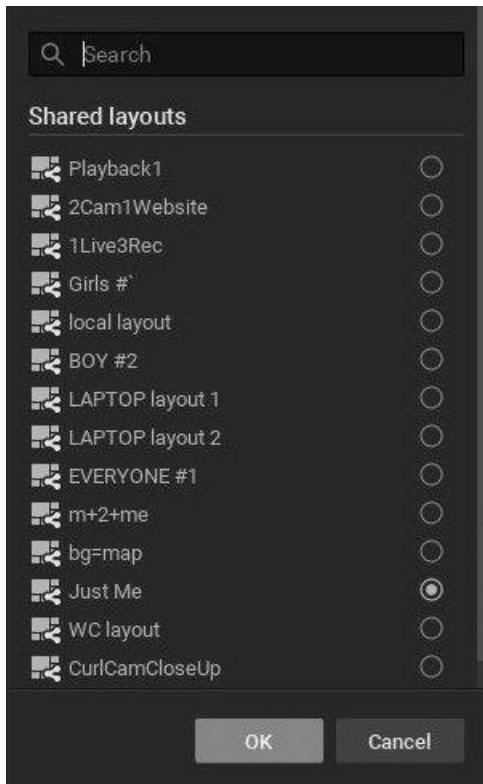 Search
Shared layouts
Playback1
2Cam1Website
1Live3Rec
Girls #`
local layout
BOY #2
LAPTOP layout 1
LAPTOP layout 2
EVERYONE #1
m+2+me
bg=map
Just Me
WC layout
CurlCamCloseUp
OK Cancel